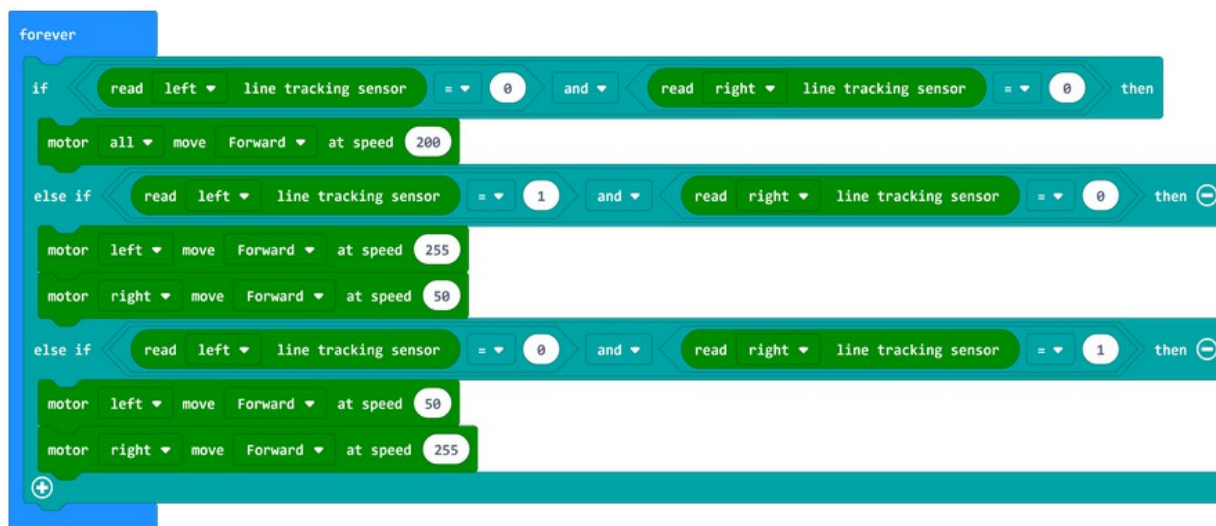 forever
if read left line tracking sensor = 0 and read right line tracking sensor = 0 then
motor all move Forward at speed 200
else if read left line tracking sensor = 1 and read right line tracking sensor = 0 then
motor left move Forward at speed 255
motor right move Forward at speed 50
else if read left line tracking sensor = 0 and read right line tracking sensor = 1 then
motor left move Forward at speed 50
motor right move Forward at speed 255